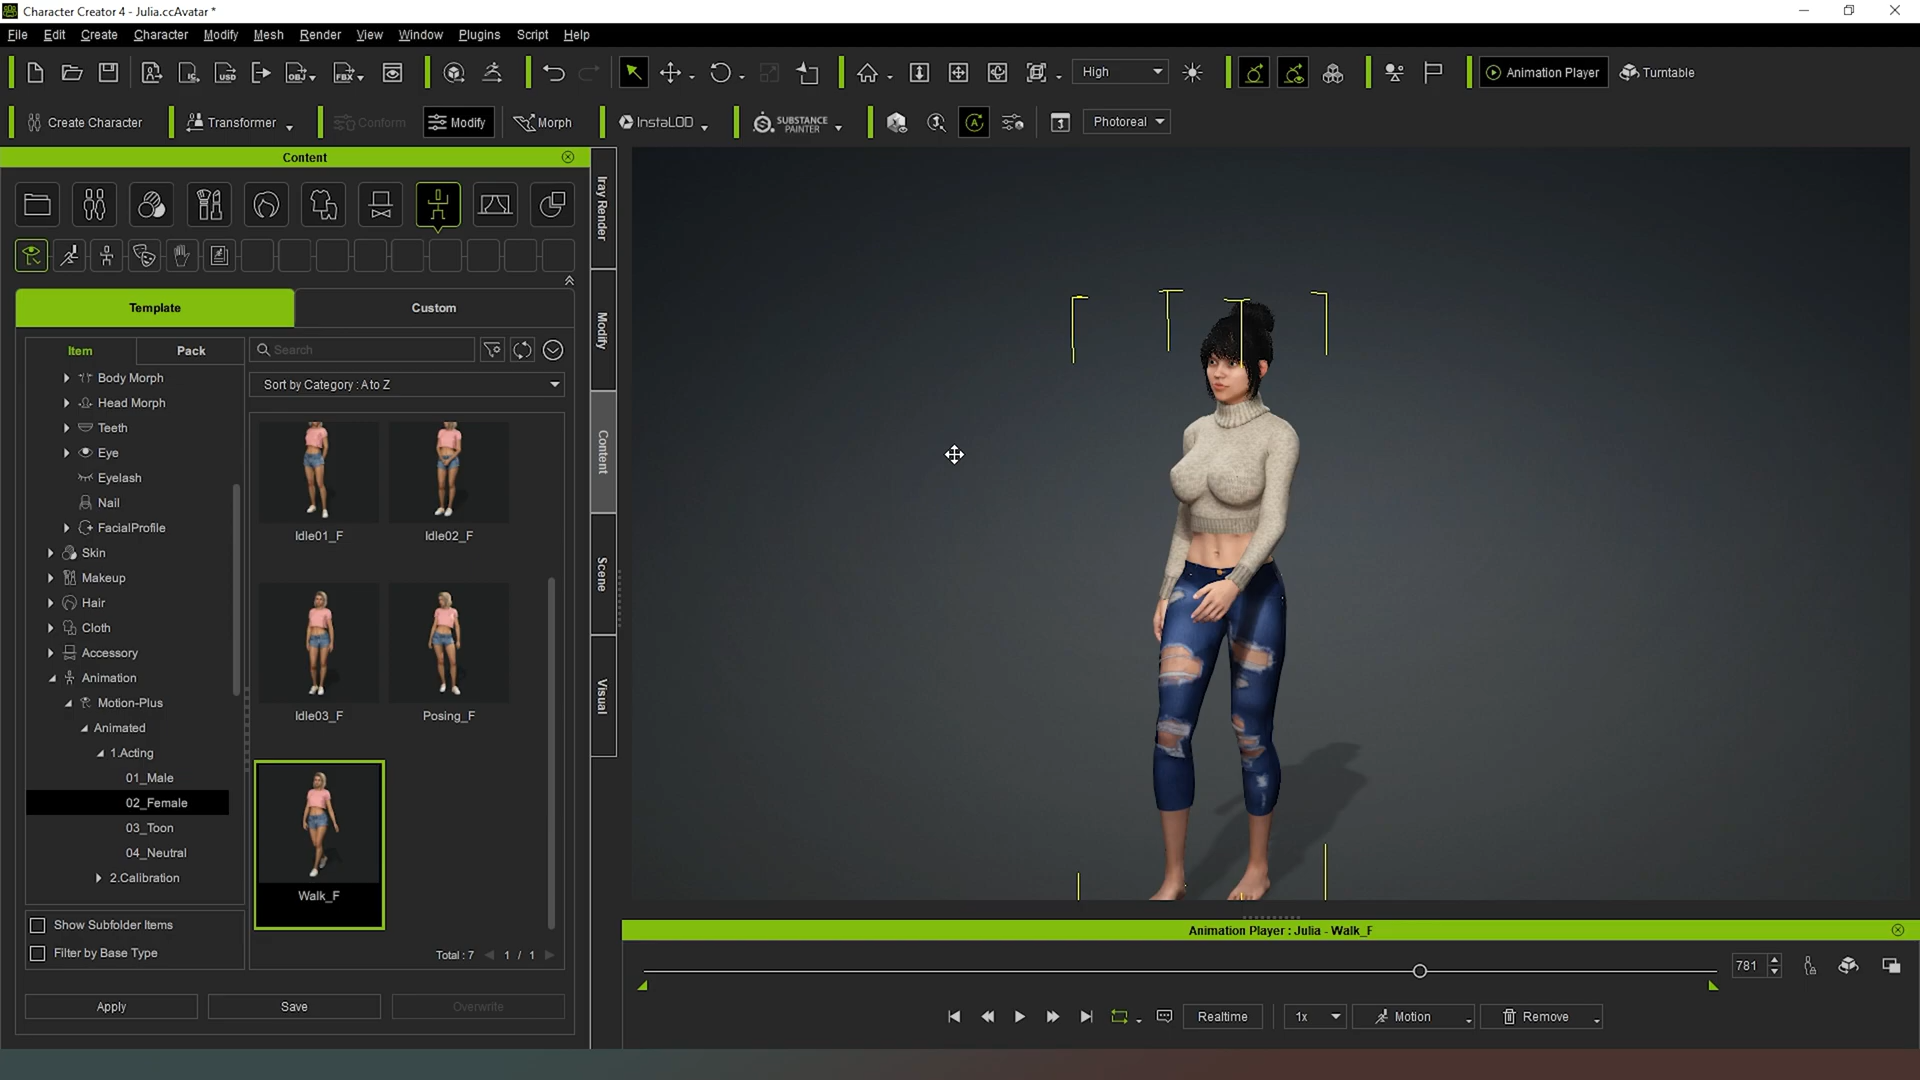 Character Creator 4 - Julia.ccAvatar *
File Edit Create Character Modify Mesh Render View Window Plugins Script Help
High Animation Player Turntable
Create Character Transformer Conform Modify Morph InstaLOD SUBSTANCE PAINTER Photoreal
Content
Iray Render
Modify
Content
Scene
Visual
Template Custom
Item Pack Search
Sort by Category : A to Z
Body Morph
Head Morph
Teeth
Eye
Eyelash
Nail
FacialProfile
Skin
Makeup
Hair
Cloth
Accessory
Animation
Motion-Plus
Animated
1.Acting
01_Male
02_Female
03_Toon
04_Neutral
2.Calibration
Idle01_F Idle02_F
Idle03_F Posing_F
Walk_F
Show Subfolder Items
Filter by Base Type
Total : 7 1 / 1
Apply Save Overwrite
Animation Player : Julia - Walk_F
781
Realtime 1x Motion Remove